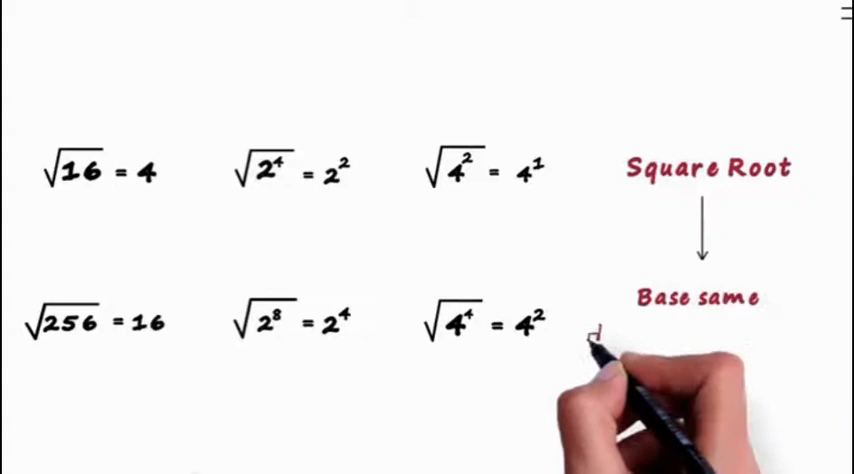 √16 = 4
√2⁴ = 2²
√4² = 4¹
Square Root
√256 = 16
√2⁸ = 2⁴
√4⁴ = 4²
Base same